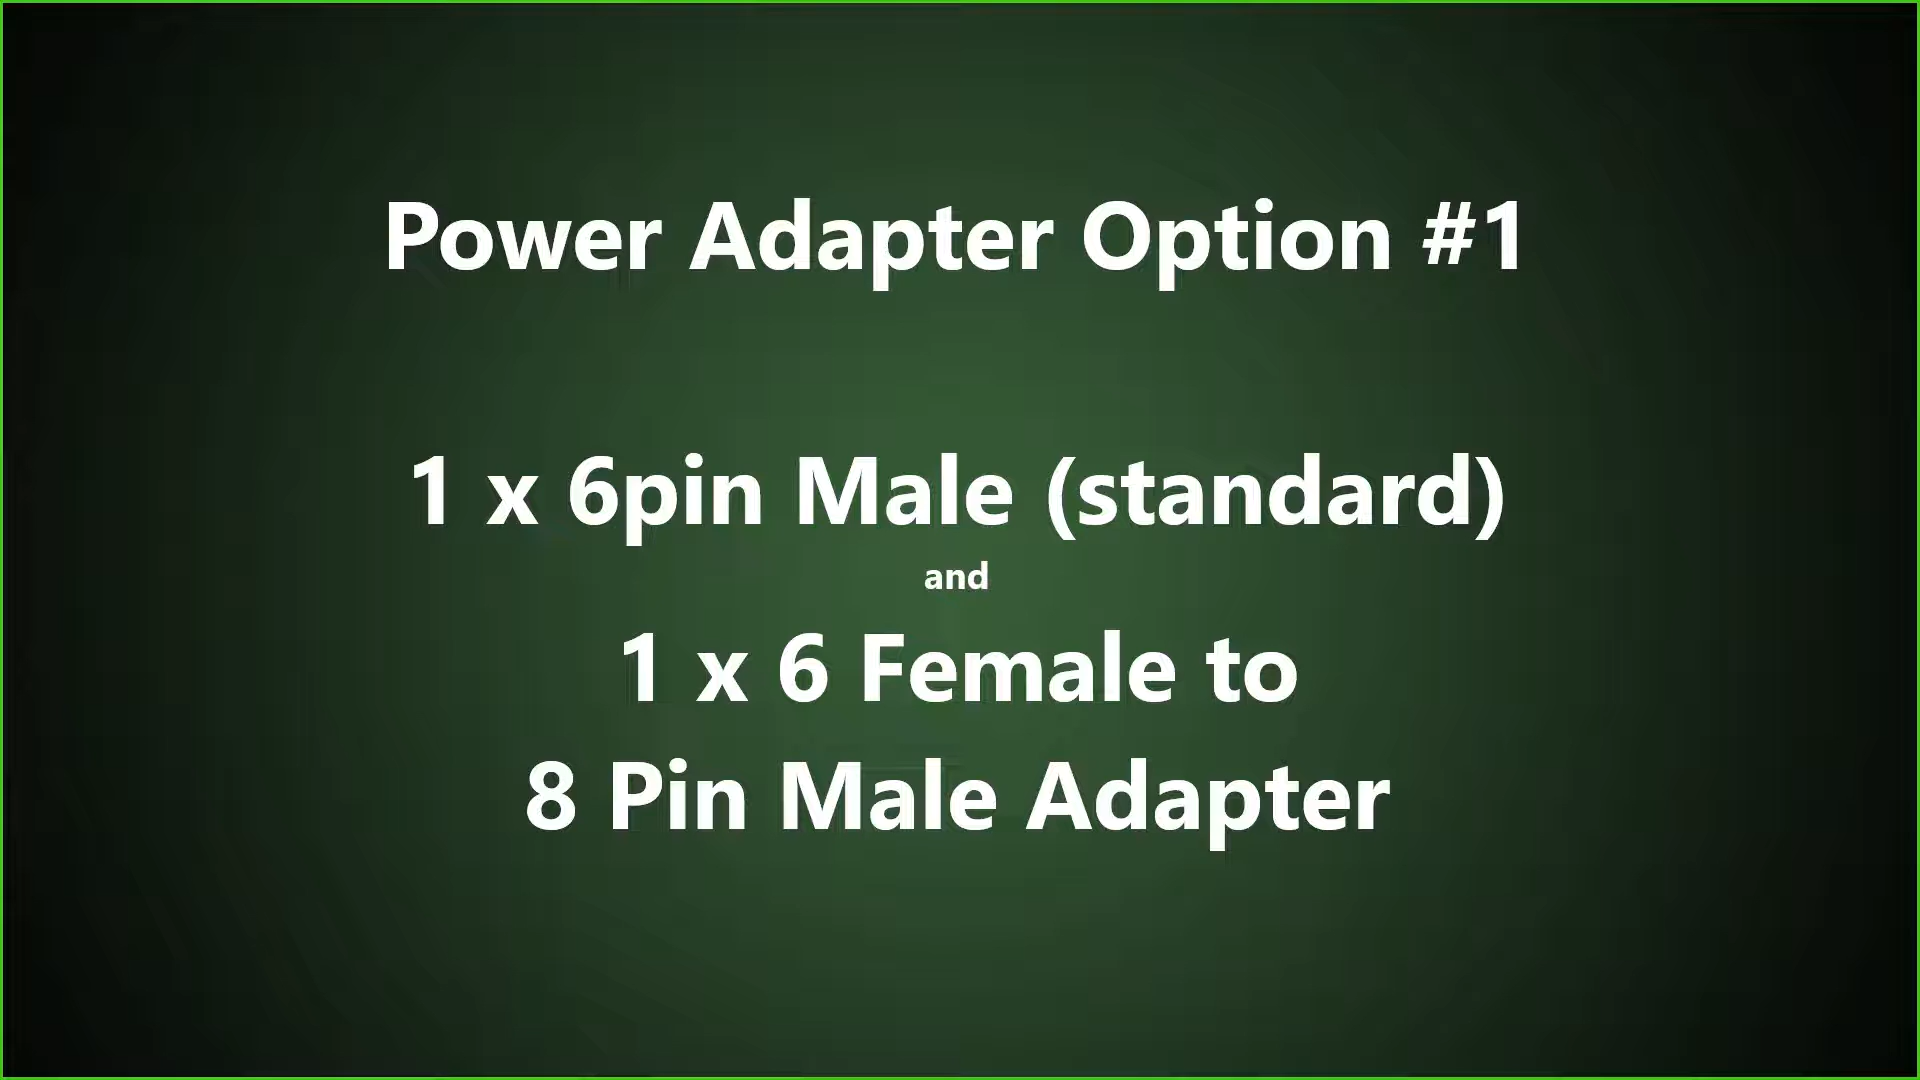 Power Adapter Option #1
1 x 6pin Male (standard)
and
1 x 6 Female to
8 Pin Male Adapter